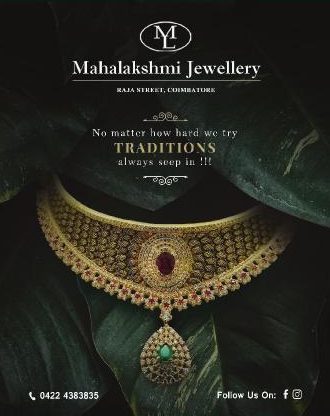 ML
Mahalakshmi Jewellery
RAJA STREET, COIMBATORE
No matter how hard we try
TRADITIONS
always seep in !!!
0422 4383835
Follow Us On: